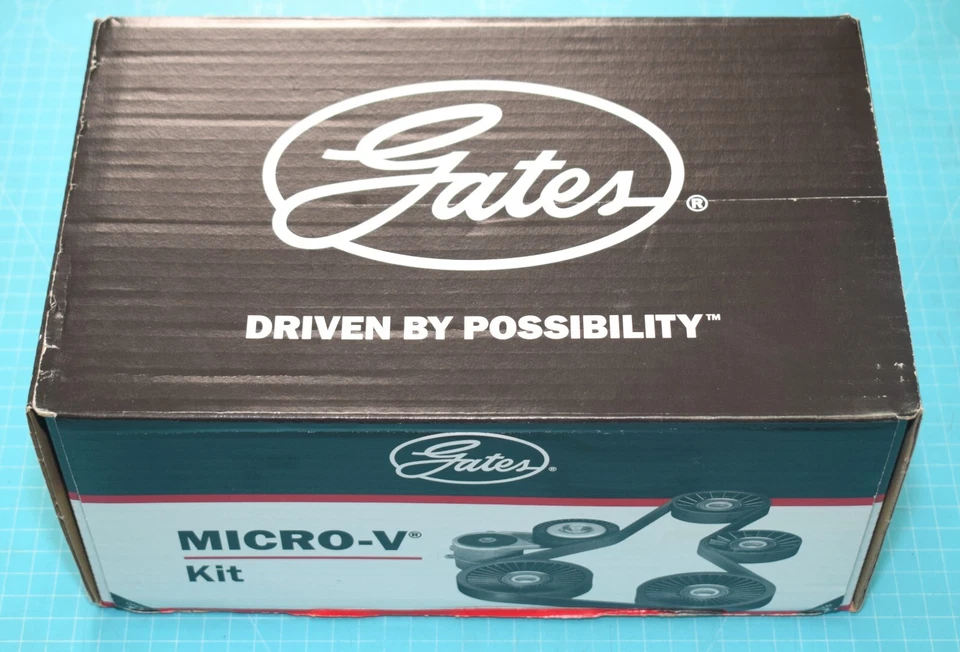 Gates®
DRIVEN BY POSSIBILITY™
Gates®
MICRO-V®
Kit